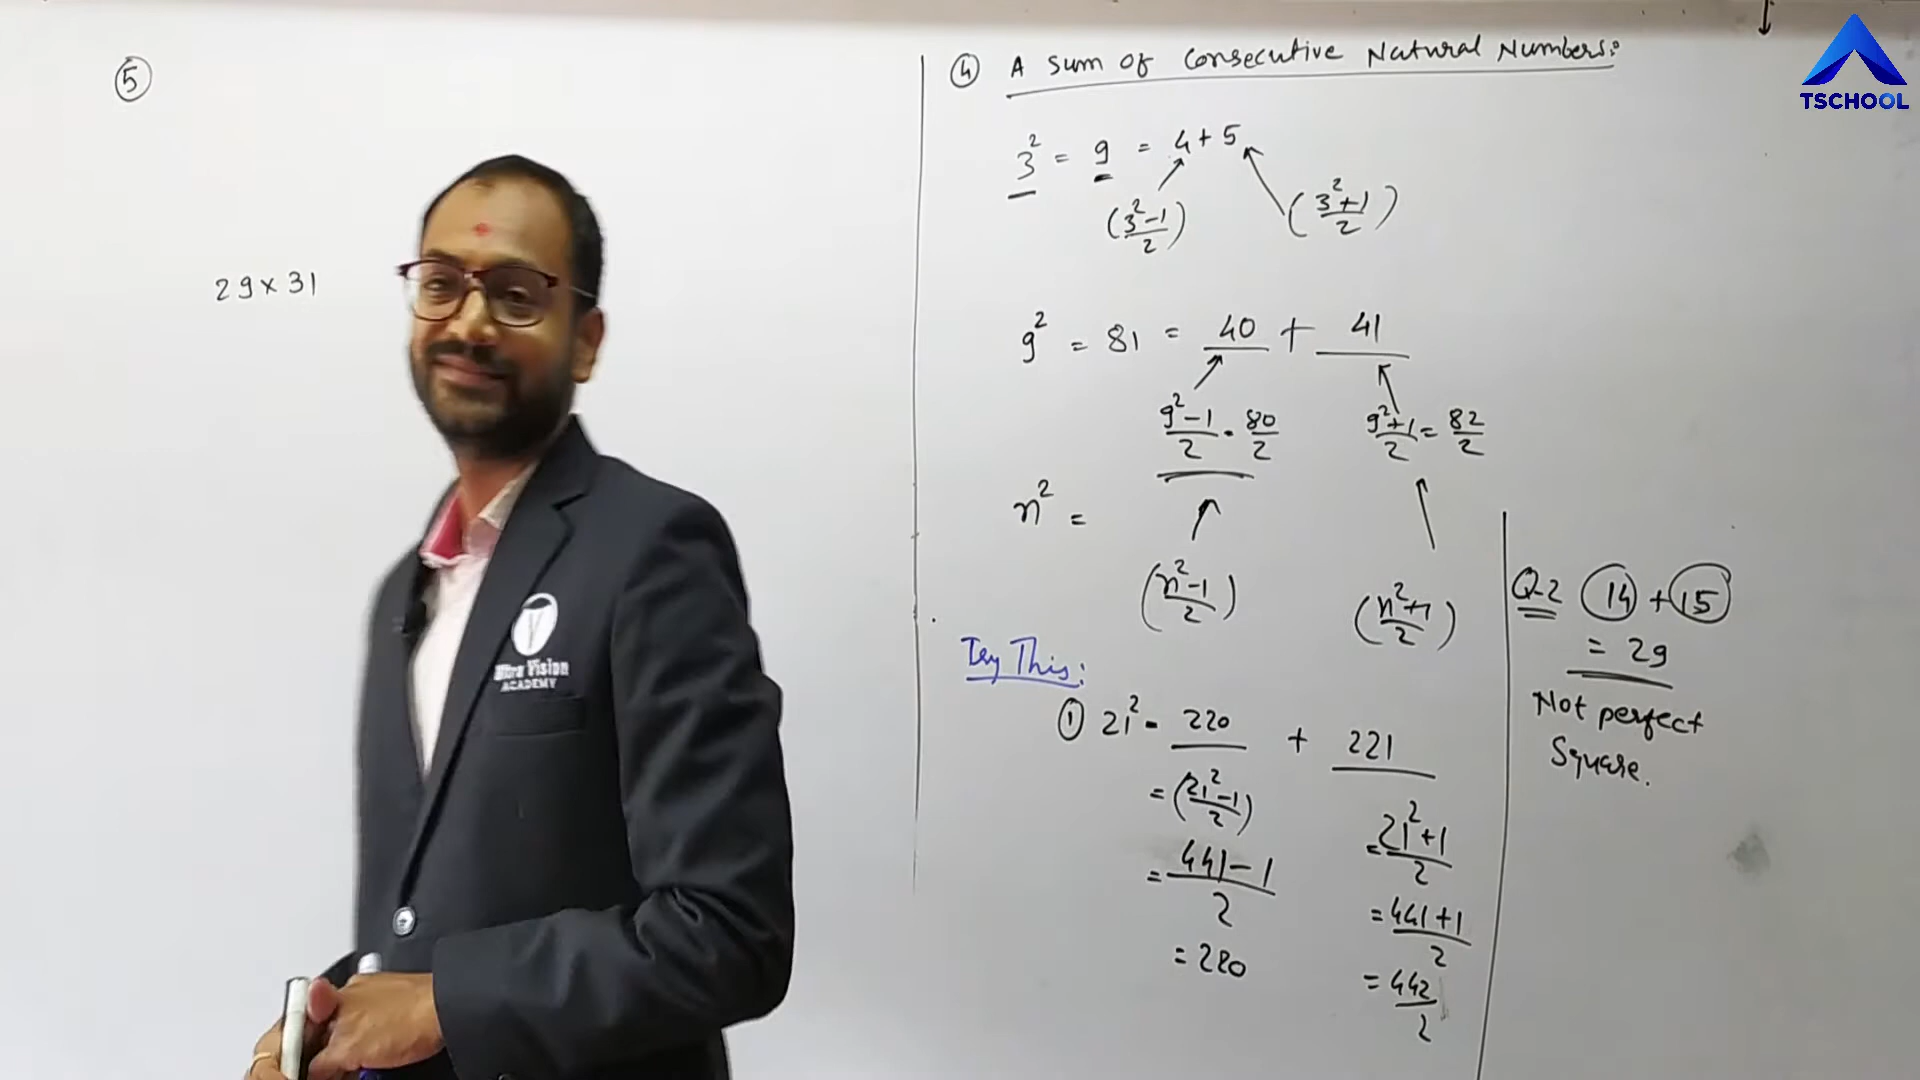 ⑤
29 × 31
④ A Sum Of Consecutive Natural Numbers:
3² = 9 = 4 + 5
(3²-1/2) (3²+1/2)
9² = 81 = 40 + 41
9²-1/2 = 80/2 9²+1/2 = 82/2
n² =
(n²-1/2) (n²+1/2)
Try This:
① 21² = 220 + 221
= (21²-1/2)
= 441-1/2
= 220
= 21²+1/2
= 441+1/2
= 442/2
Q-2 14 + 15
= 29
Not perfect
Square.
TSCHOOL
Vision
ACADEMY